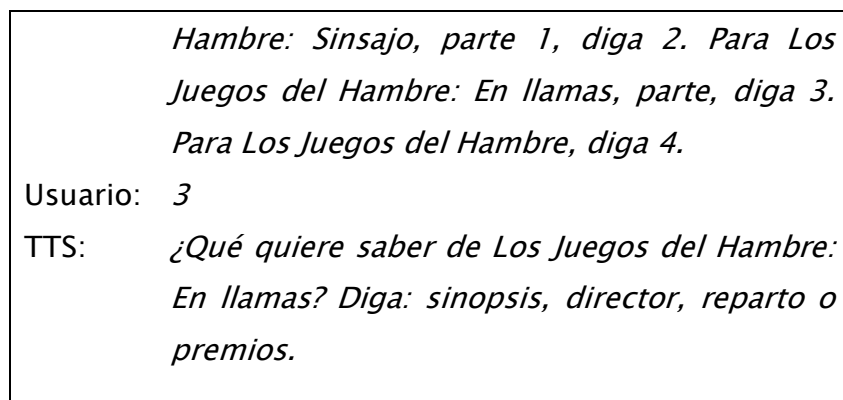 Hambre: Sinsajo, parte 1, diga 2. Para Los
Juegos del Hambre: En llamas, parte, diga 3.
Para Los Juegos del Hambre, diga 4.
Usuario: 3
TTS: ¿Qué quiere saber de Los Juegos del Hambre:
En llamas? Diga: sinopsis, director, reparto o
premios.